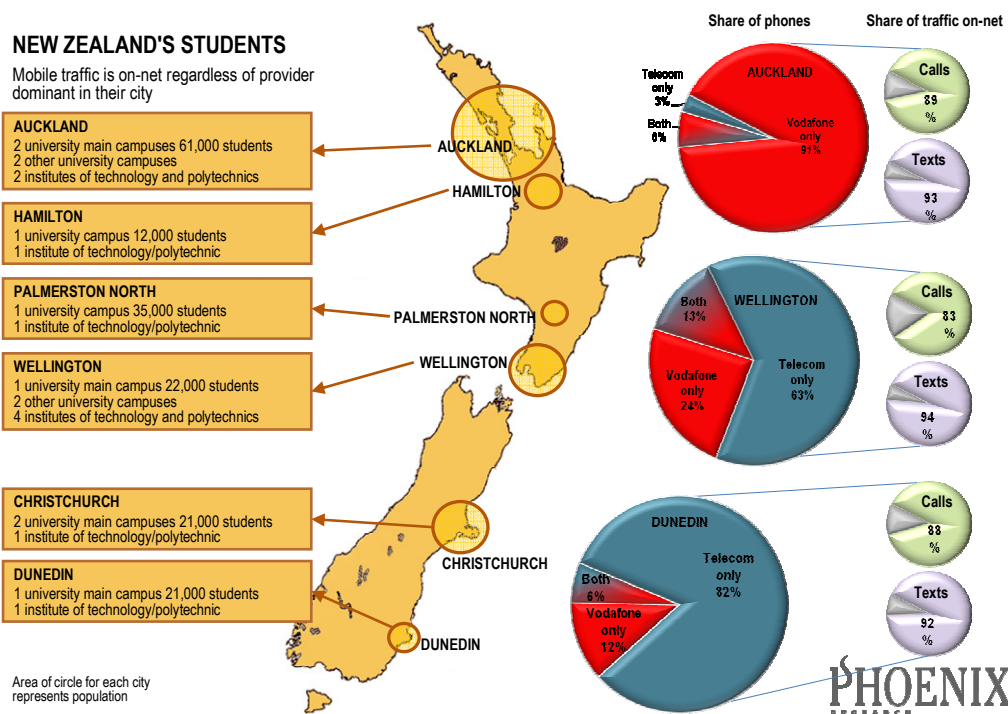 NEW ZEALAND'S STUDENTS
Mobile traffic is on-net regardless of provider
dominant in their city
AUCKLAND
2 university main campuses 61,000 students
2 other university campuses
2 institutes of technology and polytechnics
HAMILTON
1 university campus 12,000 students
1 institute of technology/polytechnic
PALMERSTON NORTH
1 university campus 35,000 students
1 institute of technology/polytechnic
WELLINGTON
1 university main campus 22,000 students
2 other university campuses
4 institutes of technology and polytechnics
CHRISTCHURCH
2 university main campuses 21,000 students
1 institute of technology/polytechnic
DUNEDIN
1 university main campus 21,000 students
1 institute of technology/polytechnic
Area of circle for each city
represents population
AUCKLAND
HAMILTON
PALMERSTON NORTH
WELLINGTON
CHRISTCHURCH
DUNEDIN
Share of phones
Share of traffic on-net
AUCKLAND
Telecom
only
3%
Both
6%
Vodafone
only
91%
Calls
89
%
Texts
93
%
WELLINGTON
Both
13%
Vodafone
only
24%
Telecom
only
63%
Calls
83
%
Texts
94
%
DUNEDIN
Telecom
only
82%
Both
6%
Vodafone
only
12%
Calls
88
%
Texts
92
%
PHOENIX
RESEARCH